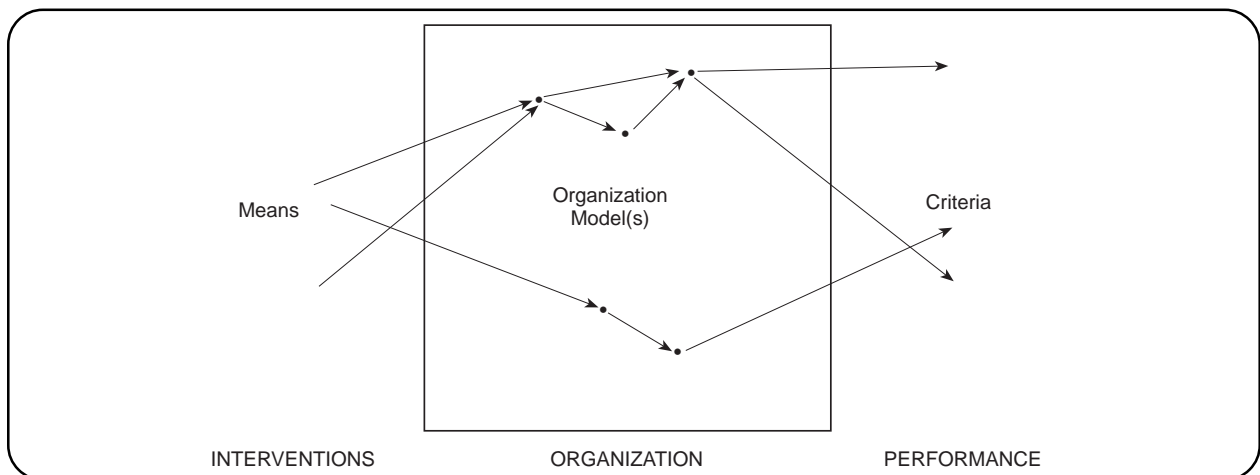 Means
Organization
Model(s)
Criteria
INTERVENTIONS
ORGANIZATION
PERFORMANCE